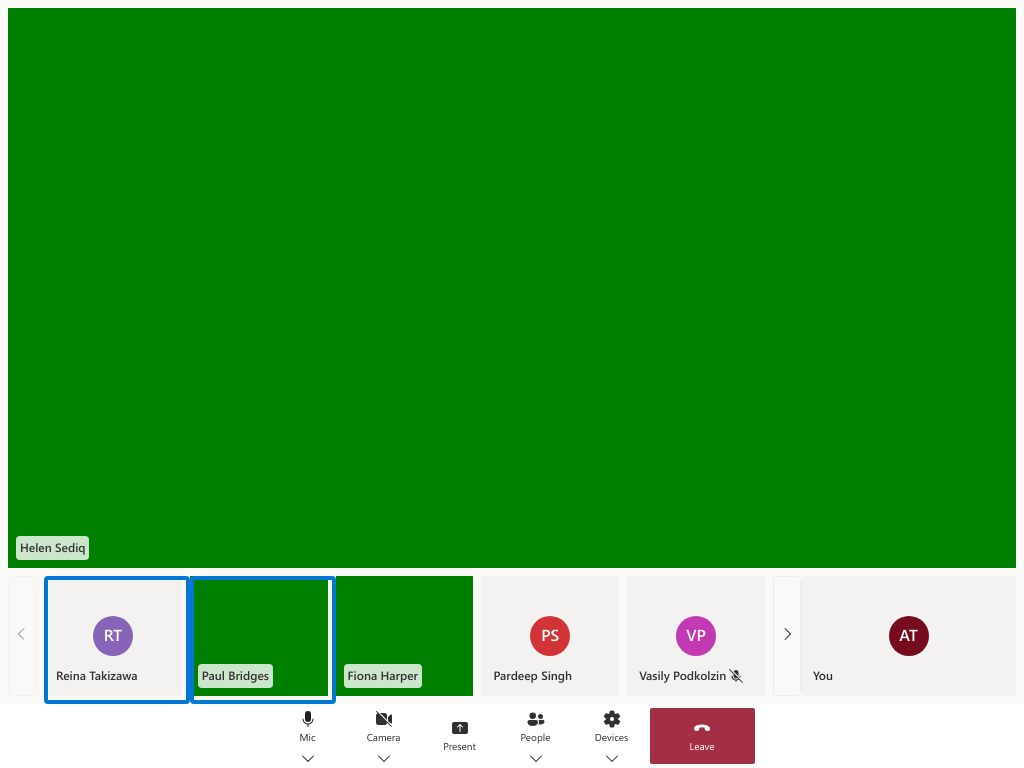 Helen Sediq
RT
Reina Takizawa
Paul Bridges
Fiona Harper
PS
Pardeep Singh
VP
Vasily Podkolzin
AT
You
Mic
Camera
Present
People
Devices
Leave